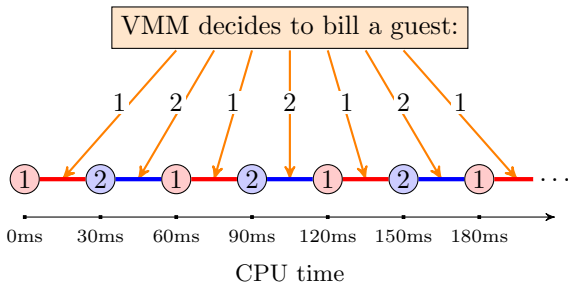 VMM decides to bill a guest:
1 2 1 2 1 2 1
1 2 1 2 1 2 1 ...
0ms 30ms 60ms 90ms 120ms 150ms 180ms
CPU time